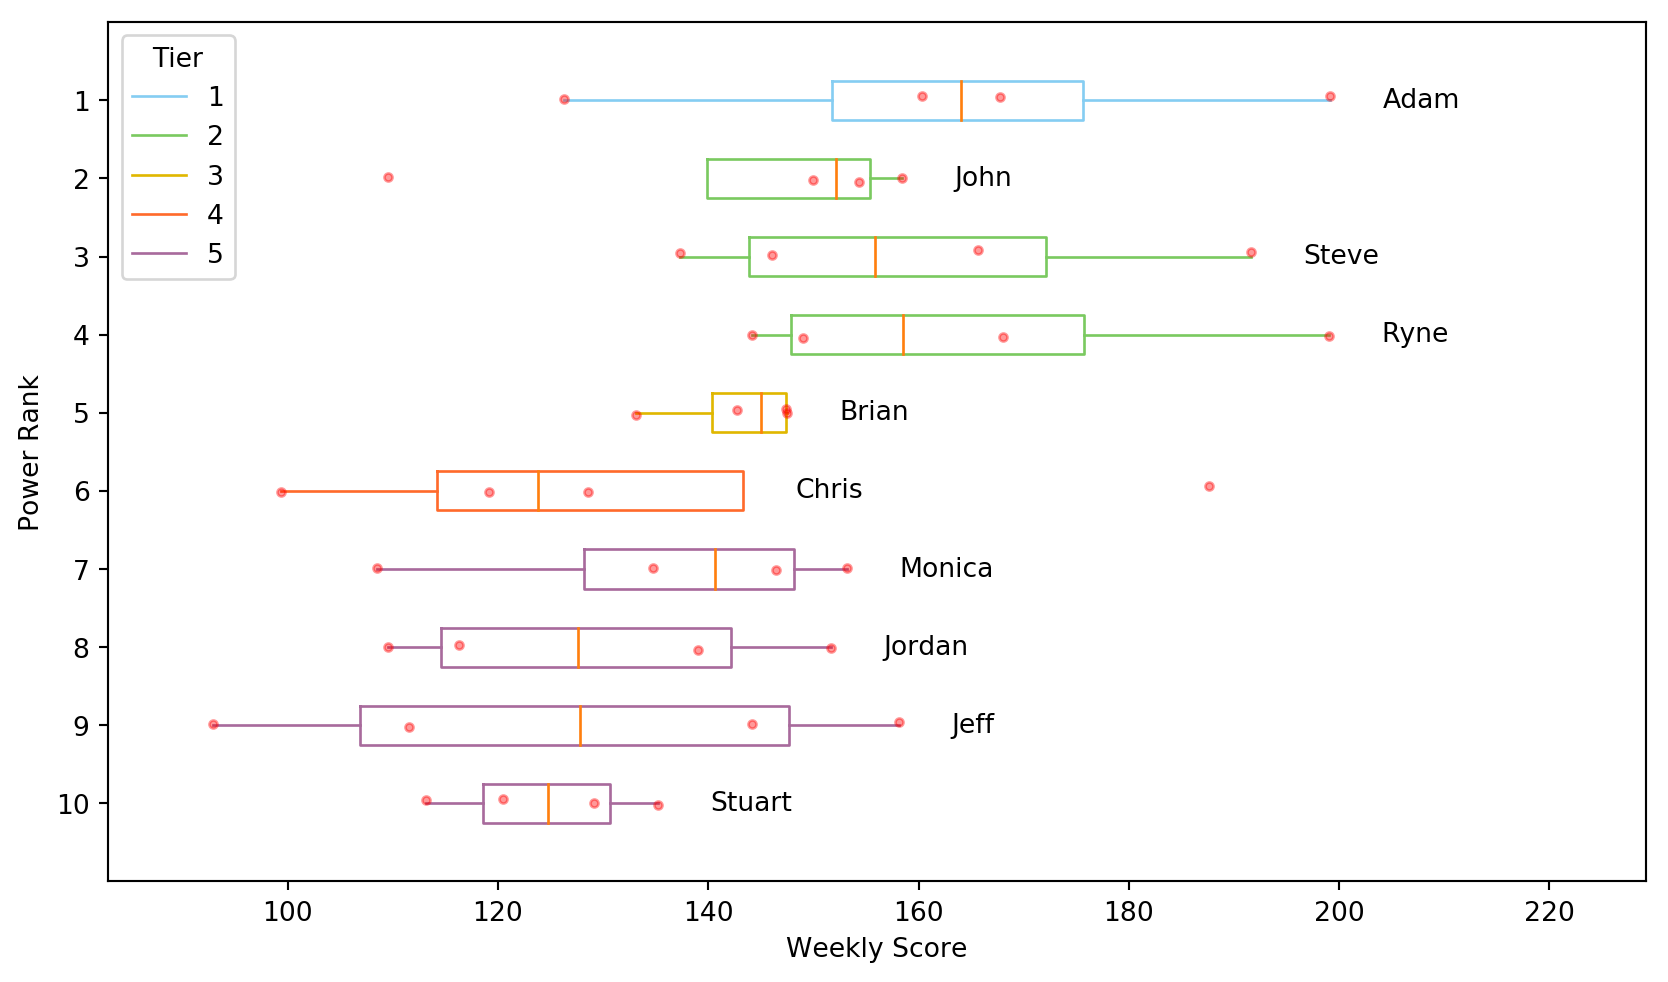 Tier
1
2
3
4
5
1
Adam
2
John
3
Steve
4
Ryne
5
Brian
6
Chris
7
Monica
8
Jordan
9
Jeff
10
Stuart
Power Rank
100 120 140 160 180 200 220
Weekly Score